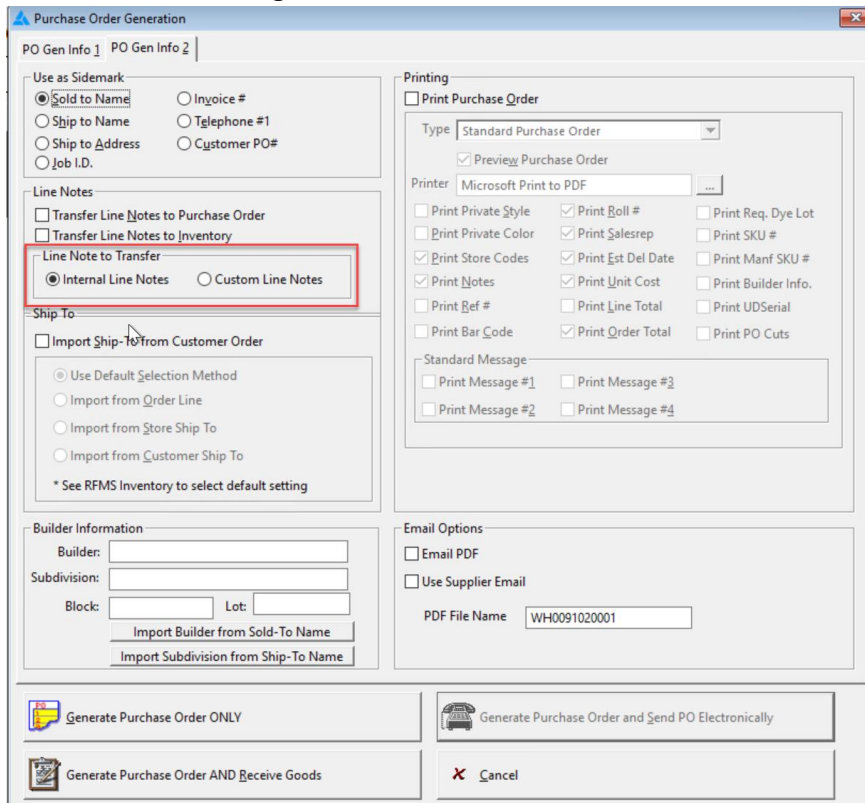 Purchase Order Generation
PO Gen Info 1 PO Gen Info 2
Use as Sidemark
Sold to Name Invoice #
Ship to Name Telephone #1
Ship to Address Customer PO#
Job I.D.
Line Notes
Transfer Line Notes to Purchase Order
Transfer Line Notes to Inventory
Line Note to Transfer
Internal Line Notes Custom Line Notes
Ship To
Import Ship-To from Customer Order
Use Default Selection Method
Import from Order Line
Import from Store Ship To
Import from Customer Ship To
* See RFMS Inventory to select default setting
Builder Information
Builder:
Subdivision:
Block: Lot:
Import Builder from Sold-To Name
Import Subdivision from Ship-To Name
Printing
Print Purchase Order
Type Standard Purchase Order
Preview Purchase Order
Printer Microsoft Print to PDF ...
Print Private Style Print Roll # Print Req. Dye Lot
Print Private Color Print Salesrep Print SKU #
Print Store Codes Print Est Del Date Print Manf SKU #
Print Notes Print Unit Cost Print Builder Info.
Print Ref # Print Line Total Print UDSerial
Print Bar Code Print Order Total Print PO Cuts
Standard Message
Print Message #1 Print Message #3
Print Message #2 Print Message #4
Email Options
Email PDF
Use Supplier Email
PDF File Name WH0091020001
PO
Generate Purchase Order ONLY
Generate Purchase Order and Send PO Electronically
Generate Purchase Order AND Receive Goods
Cancel